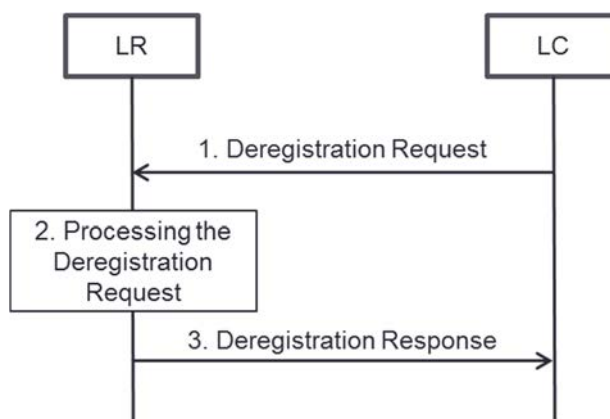 LR
LC
1. Deregistration Request
2. Processing the
Deregistration
Request
3. Deregistration Response